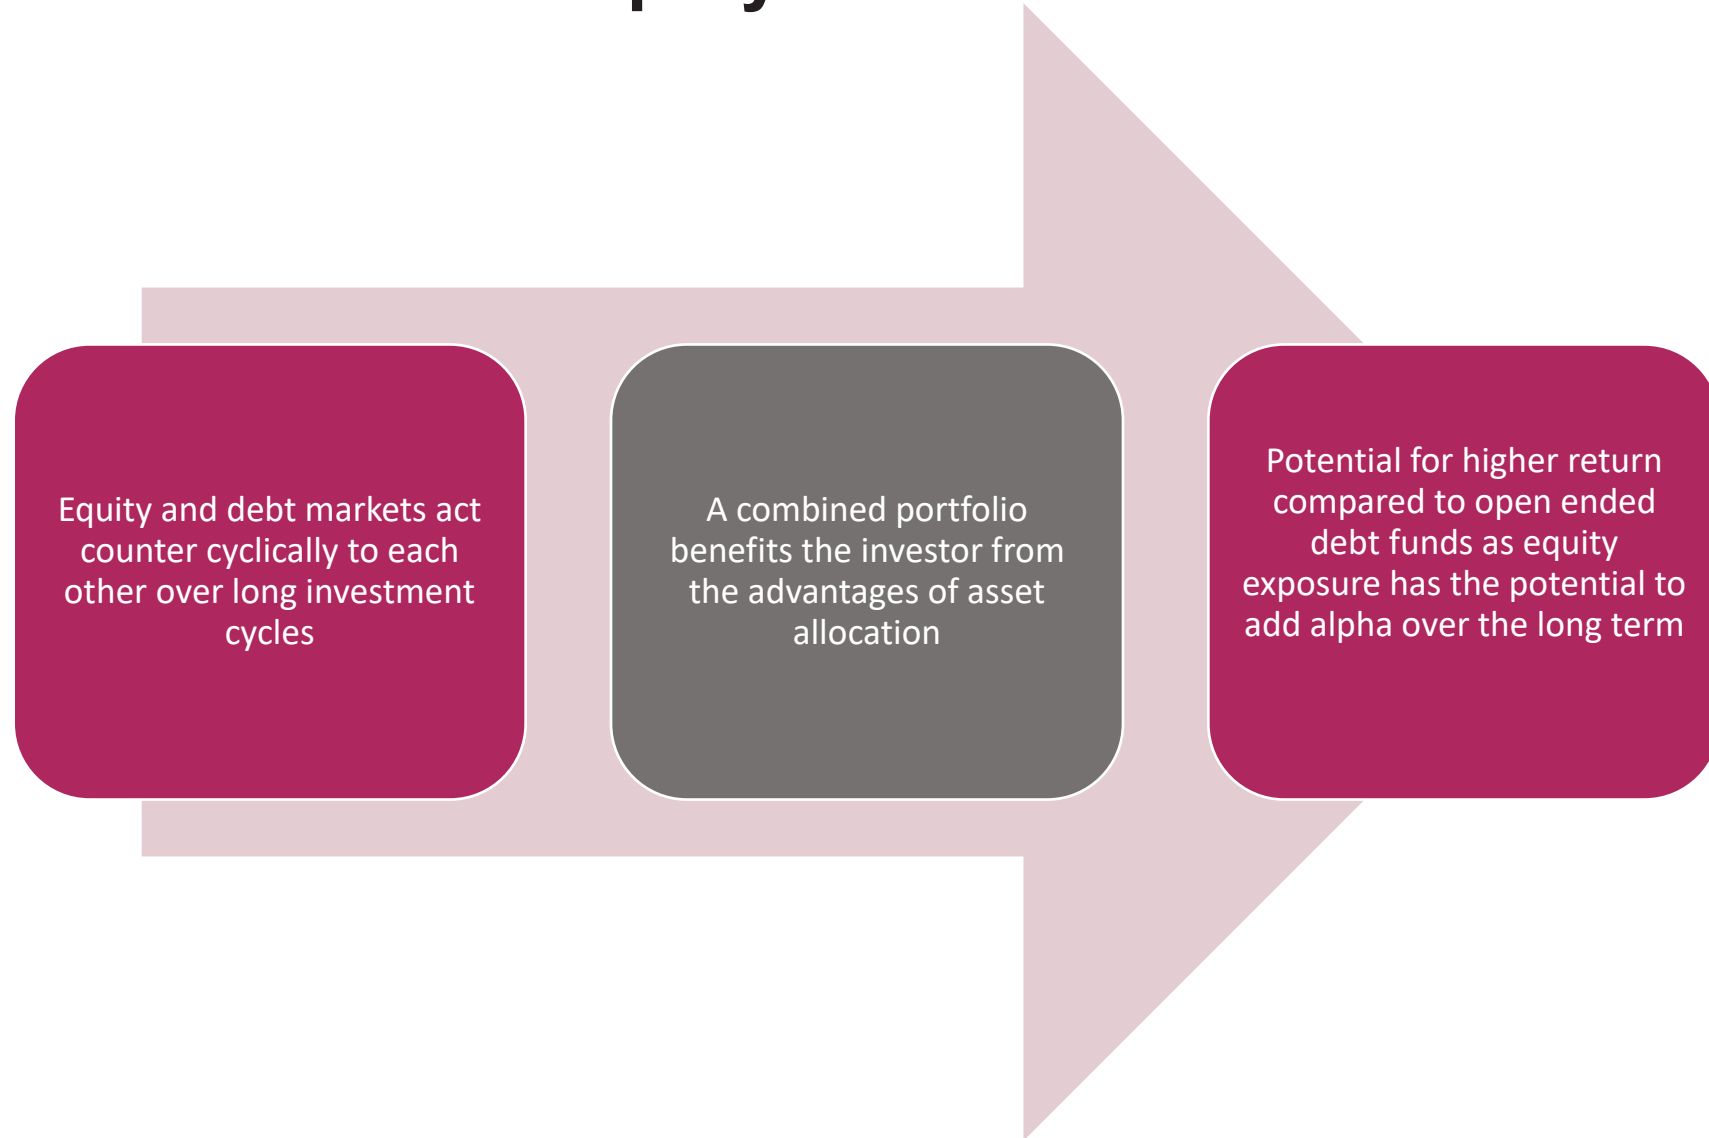 Equity and debt markets act
counter cyclically to each
other over long investment
cycles
A combined portfolio
benefits the investor from
the advantages of asset
allocation
Potential for higher return
compared to open ended
debt funds as equity
exposure has the potential to
add alpha over the long term